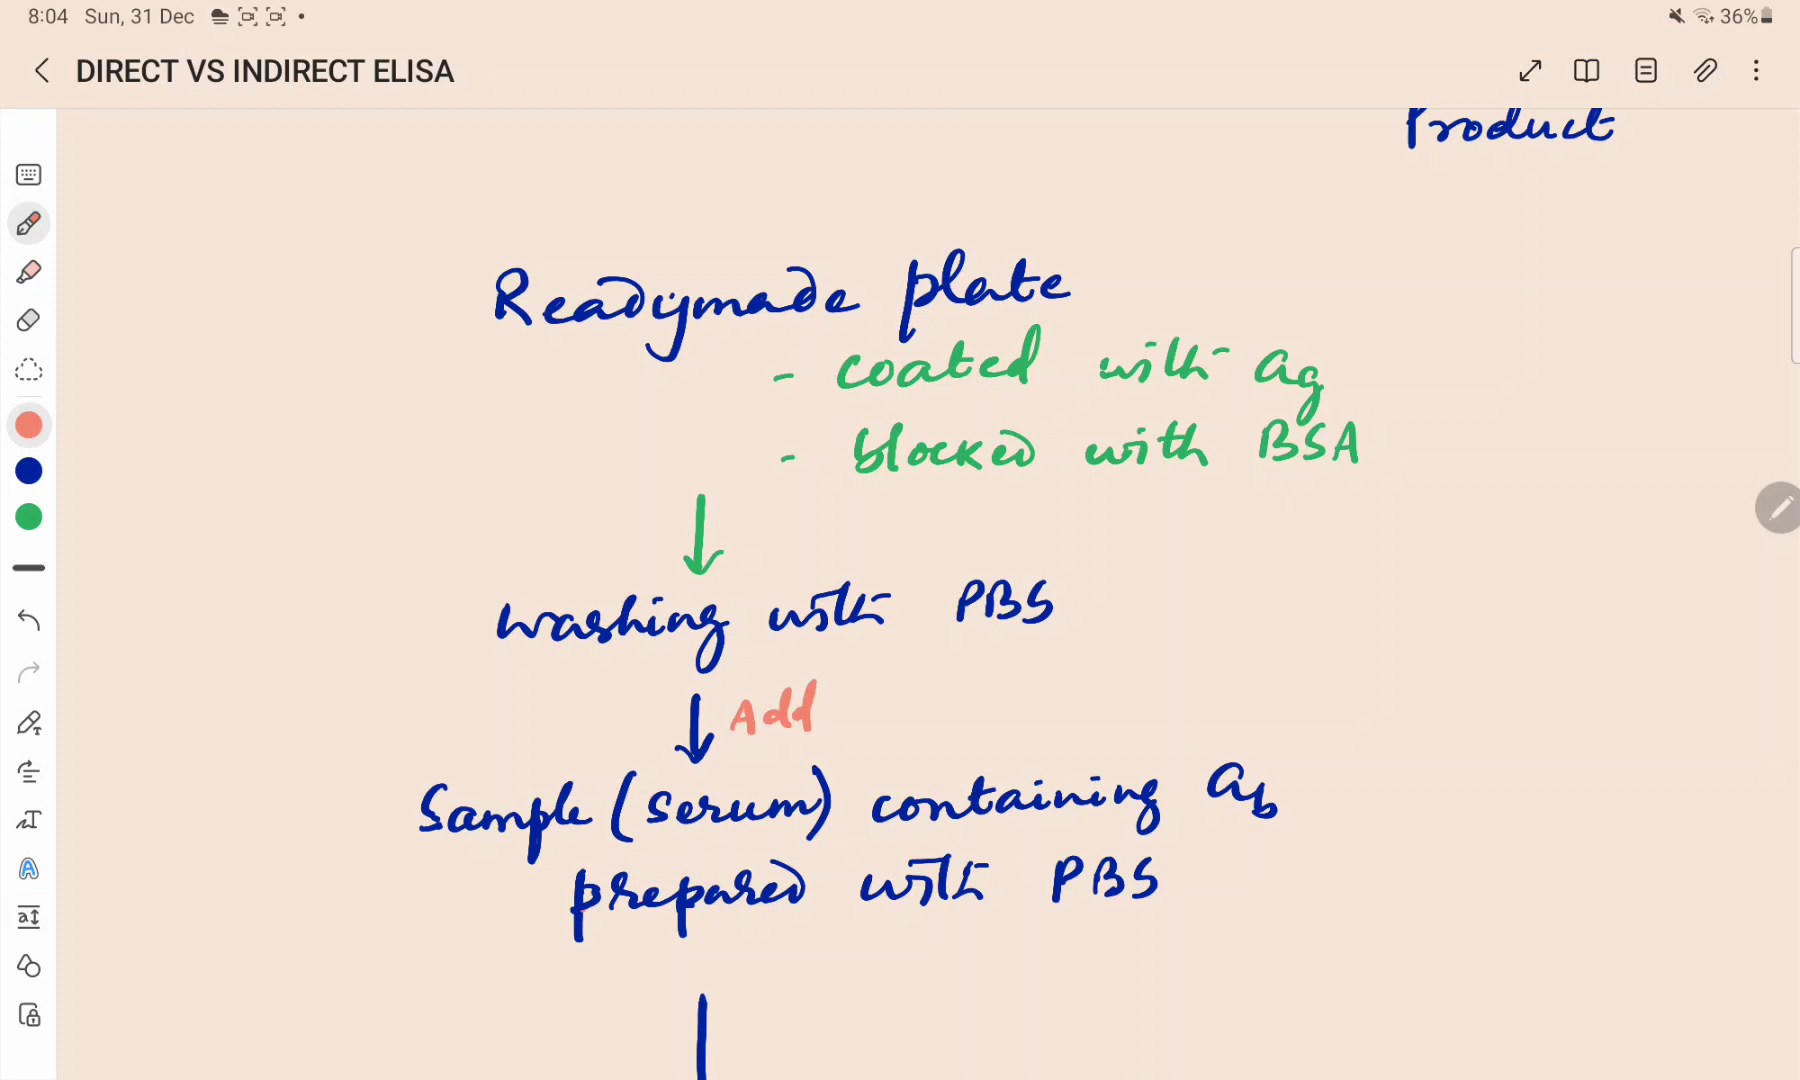 8:04 Sun, 31 Dec
36%
DIRECT VS INDIRECT ELISA
Product
Readymade plate
- coated with Ag
- blocked with BSA
washing with PBS
Add
Sample (serum) containing Ab
prepared with PBS